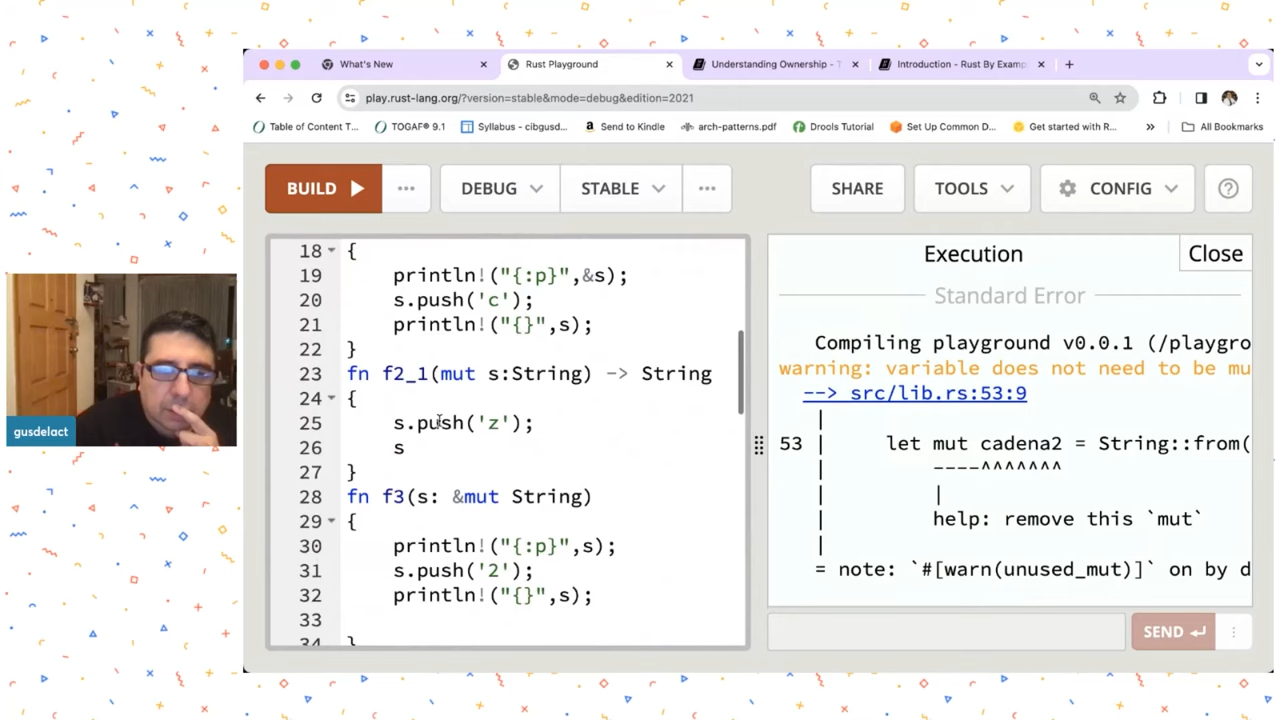 What's New
Rust Playground
Understanding Ownership - T
Introduction - Rust By Examp
play.rust-lang.org/?version=stable&mode=debug&edition=2021
Table of Content T...
TOGAF® 9.1
Syllabus - cibgusd...
Send to Kindle
arch-patterns.pdf
Drools Tutorial
Set Up Common D...
Get started with R...
»
All Bookmarks
BUILD
...
DEBUG
STABLE
...
SHARE
TOOLS
CONFIG
18 {
19     println!("{:p}",&s);
20     s.push('c');
21     println!("{}",s);
22 }
23 fn f2_1(mut s:String) -> String
24 {
25     s.push('z');
26     s
27 }
28 fn f3(s: &mut String)
29 {
30     println!("{:p}",s);
31     s.push('2');
32     println!("{}",s);
33
34 }
Execution
Close
Standard Error
Compiling playground v0.0.1 (/playgro
warning: variable does not need to be mu
--> src/lib.rs:53:9
|
53 |     let mut cadena2 = String::from(
|         ----^^^^^^^
|         |
|         help: remove this `mut`
|
= note: `#[warn(unused_mut)]` on by d
SEND
gusdelact